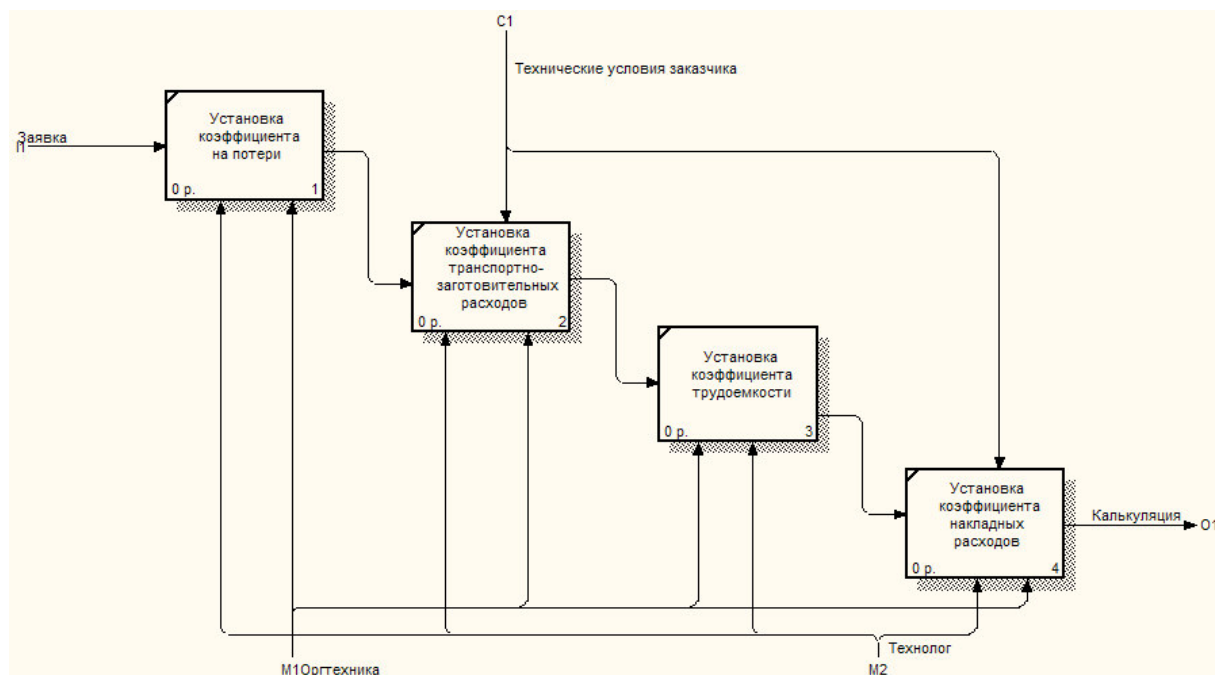 C1
Технические условия заказчика
Заявка
I1
Установка
коэффициента
на потери
0 р. 1
Установка
коэффициента
транспортно-
заготовительных
расходов
0 р. 2
Установка
коэффициента
трудоемкости
0 р. 3
Установка
коэффициента
накладных
расходов
0 р. 4
Калькуляция
O1
Технолог
M1Оргтехника
M2